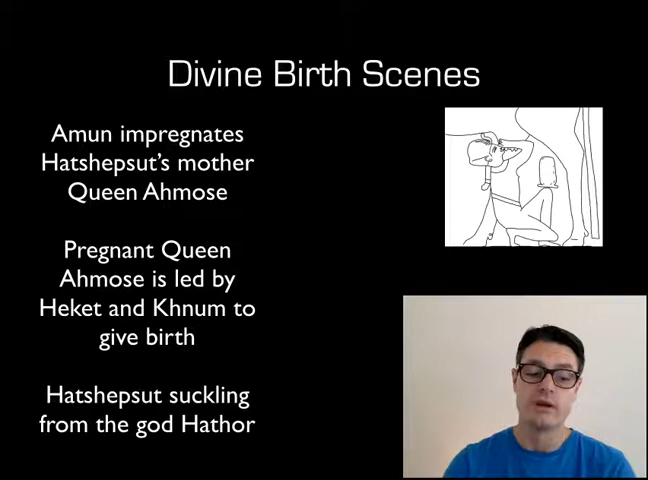 Divine Birth Scenes
Amun impregnates
Hatshepsut's mother
Queen Ahmose
Pregnant Queen
Ahmose is led by
Heket and Khnum to
give birth
Hatshepsut suckling
from the god Hathor